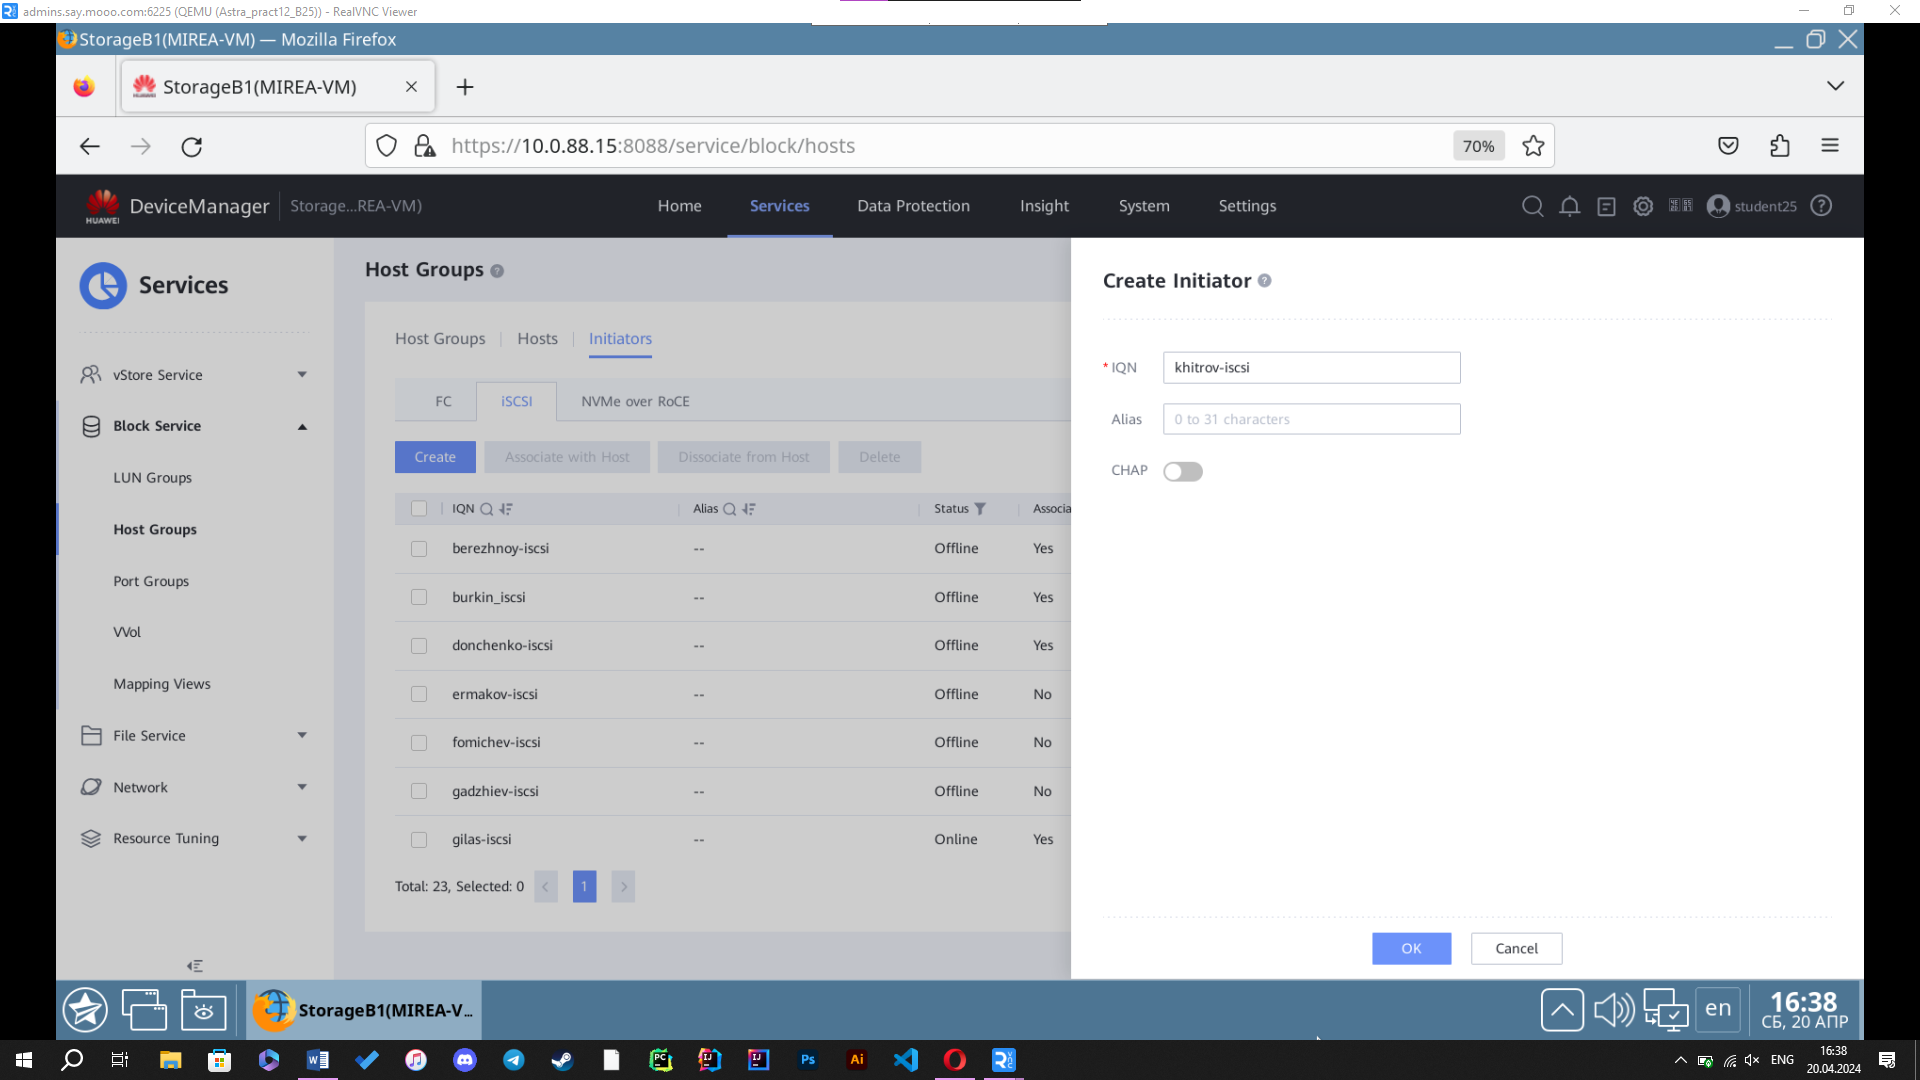 admins.say.mooo.com:6225 (QEMU (Astra_pract12_B25)) - RealVNC Viewer
StorageB1(MIREA-VM) — Mozilla Firefox
StorageB1(MIREA-VM)
https://10.0.88.15:8088/service/block/hosts
70%
HUAWEI
DeviceManager
Storage...REA-VM)
Home
Services
Data Protection
Insight
System
Settings
student25
Services
vStore Service
Block Service
LUN Groups
Host Groups
Port Groups
VVol
Mapping Views
File Service
Network
Resource Tuning
Host Groups
Host Groups
Hosts
Initiators
FC
iSCSI
NVMe over RoCE
Create
Associate with Host
Dissociate from Host
Delete
IQN
Alias
Status
Associa
berezhnoy-iscsi -- Offline Yes
burkin_iscsi -- Offline Yes
donchenko-iscsi -- Offline Yes
ermakov-iscsi -- Offline No
fomichev-iscsi -- Offline No
gadzhiev-iscsi -- Offline No
gilas-iscsi -- Online Yes
Total: 23, Selected: 0
1
Create Initiator
* IQN khitrov-iscsi
Alias 0 to 31 characters
CHAP
OK
Cancel
StorageB1(MIREA-V...
en
16:38
СБ, 20 АПР
ENG
16:38
20.04.2024